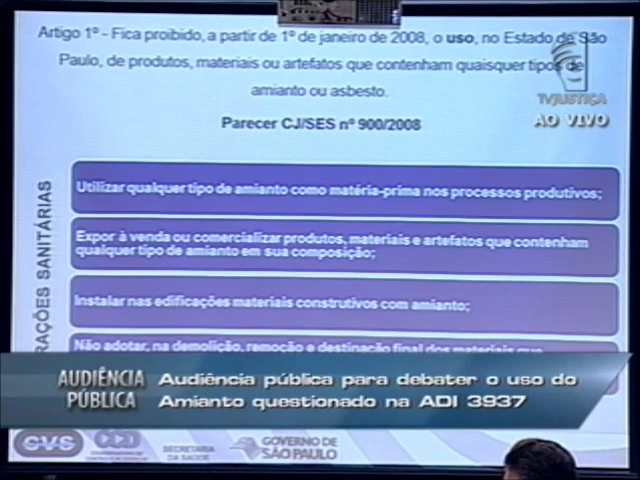 Artigo 1º - Fica proibido, a partir de 1º de janeiro de 2008, o uso, no Estado de São
Paulo, de produtos, materiais ou artefatos que contenham quaisquer tipos de
amianto ou asbesto.
TV JUSTIÇA
AO VIVO
Parecer CJ/SES nº 900/2008
RAÇÕES SANITÁRIAS
Utilizar qualquer tipo de amianto como matéria-prima nos processos produtivos;
Expor à venda ou comercializar produtos, materiais e artefatos que contenham
qualquer tipo de amianto em sua composição;
Instalar nas edificações materiais construtivos com amianto;
Não adotar, na demolição, remoção e destinação final dos materiais que
AUDIÊNCIA
PÚBLICA
Audiência pública para debater o uso do
Amianto questionado na ADI 3937
CVS
SECRETARIA
DA SAÚDE
GOVERNO DE
SÃO PAULO